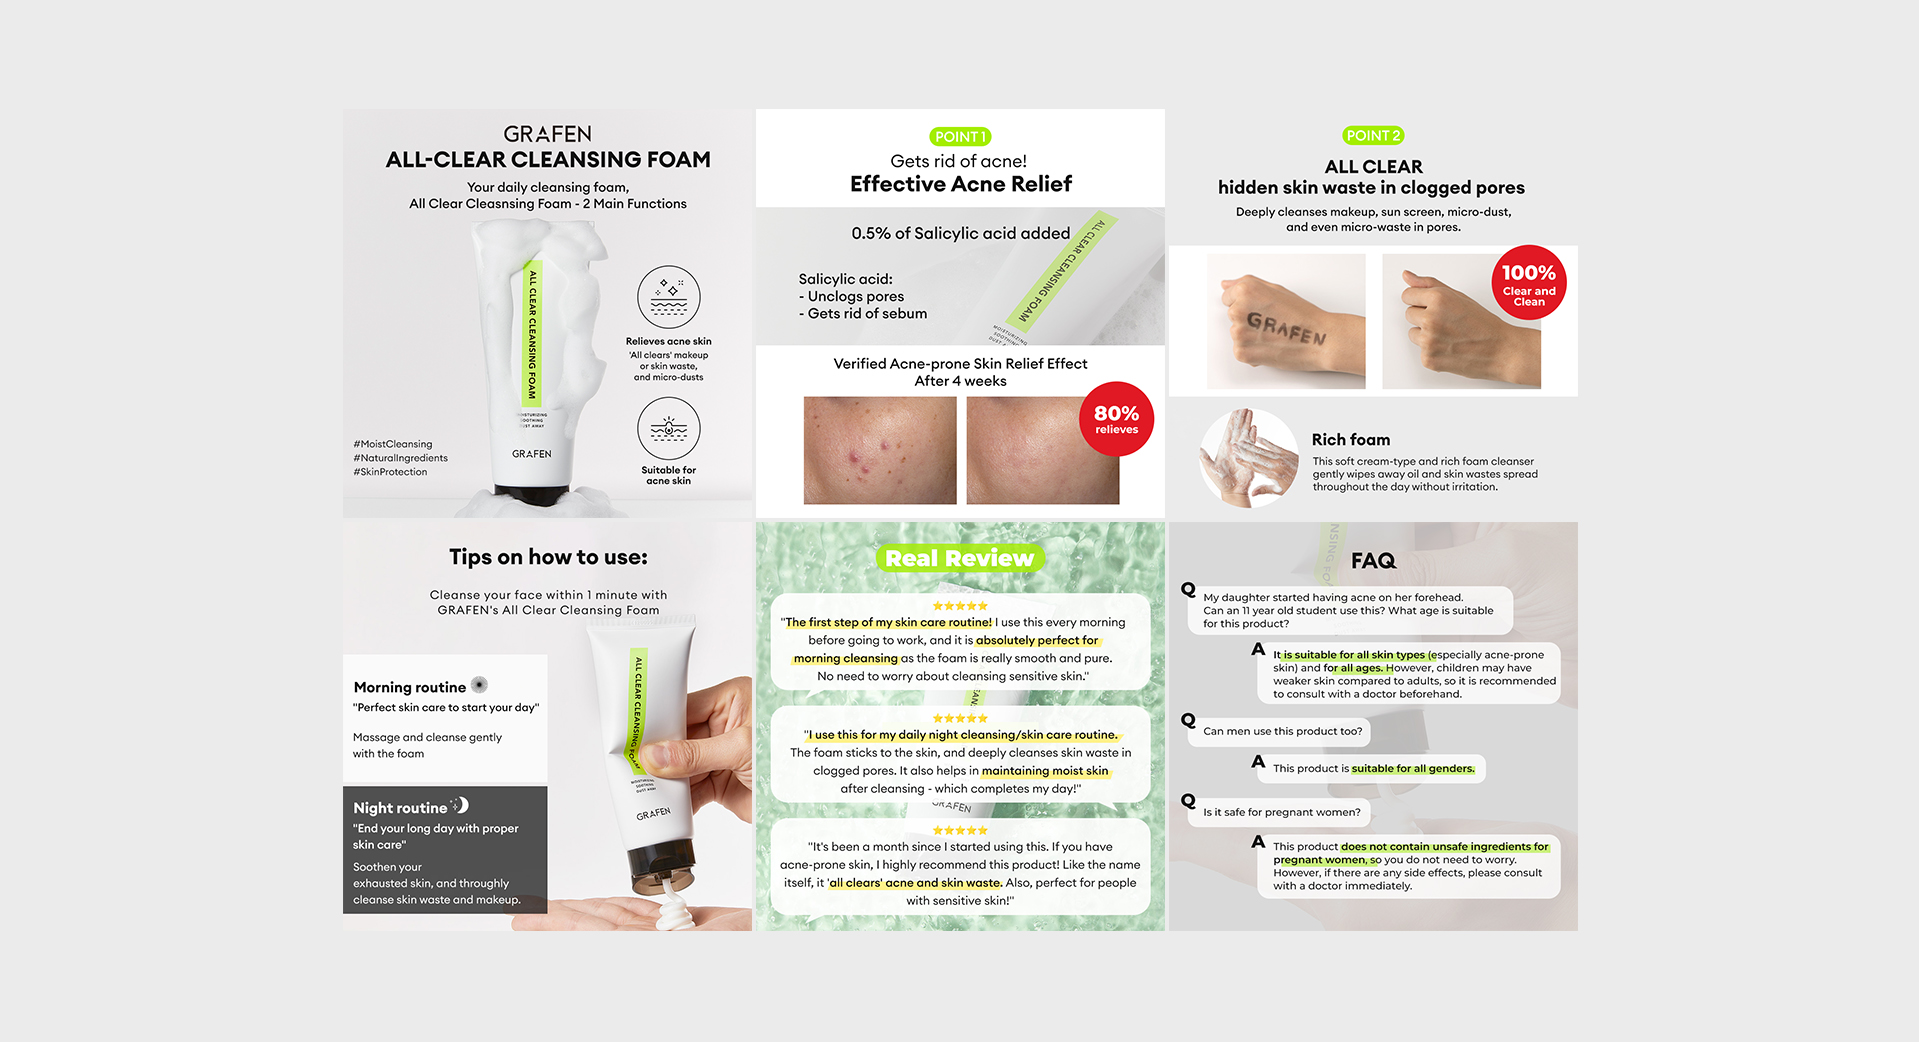 GRAFEN
ALL-CLEAR CLEANSING FOAM
Your daily cleansing foam,
All Clear Cleasnsing Foam - 2 Main Functions
ALL CLEAR CLEANSING FOAM
MOISTURIZING
SOOTHING
DUST AWAY
GRAFEN
Relieves acne skin
'All clears' makeup
or skin waste,
and micro-dusts
Suitable for
acne skin
#MoistCleansing
#NaturalIngredients
#SkinProtection
POINT 1
Gets rid of acne!
Effective Acne Relief
0.5% of Salicylic acid added
Salicylic acid:
- Unclogs pores
- Gets rid of sebum
ALL CLEAR CLEANSING FOAM
MOISTURIZING
SOOTHING
Verified Acne-prone Skin Relief Effect
After 4 weeks
80%
relieves
POINT 2
ALL CLEAR
hidden skin waste in clogged pores
Deeply cleanses makeup, sun screen, micro-dust,
and even micro-waste in pores.
GRAFEN
100%
Clear and
Clean
Rich foam
This soft cream-type and rich foam cleanser
gently wipes away oil and skin wastes spread
throughout the day without irritation.
Tips on how to use:
Cleanse your face within 1 minute with
GRAFEN's All Clear Cleansing Foam
Morning routine
"Perfect skin care to start your day"
Massage and cleanse gently
with the foam
Night routine
"End your long day with proper
skin care"
Soothen your
exhausted skin, and throughly
cleanse skin waste and makeup.
ALL CLEAR CLEANSING FOAM
MOISTURIZING
SOOTHING
DUST AWAY
GRAFEN
Real Review
"The first step of my skin care routine! I use this every morning
before going to work, and it is absolutely perfect for
morning cleansing as the foam is really smooth and pure.
No need to worry about cleansing sensitive skin."
"I use this for my daily night cleansing/skin care routine.
The foam sticks to the skin, and deeply cleanses skin waste in
clogged pores. It also helps in maintaining moist skin
after cleansing - which completes my day!"
GRAFEN
"It's been a month since I started using this. If you have
acne-prone skin, I highly recommend this product! Like the name
itself, it 'all clears' acne and skin waste. Also, perfect for people
with sensitive skin!"
FAQ
Q
My daughter started having acne on her forehead.
Can an 11 year old student use this? What age is suitable
for this product?
A
It is suitable for all skin types (especially acne-prone
skin) and for all ages. However, children may have
weaker skin compared to adults, so it is recommended
to consult with a doctor beforehand.
Q
Can men use this product too?
A
This product is suitable for all genders.
Q
Is it safe for pregnant women?
A
This product does not contain unsafe ingredients for
pregnant women, so you do not need to worry.
However, if there are any side effects, please consult
with a doctor immediately.